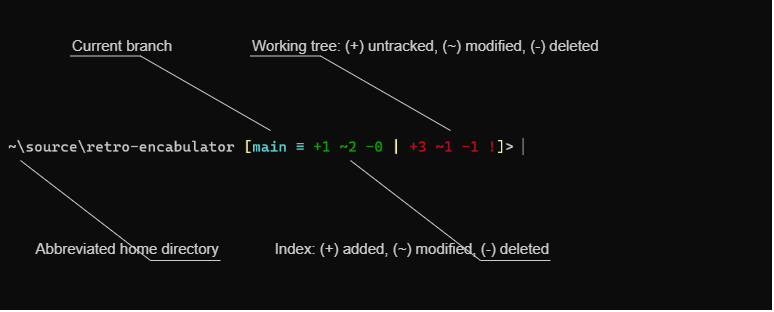 Current branch
Working tree: (+) untracked, (~) modified, (-) deleted
~\source\retro-encabulator [main ≡ +1 ~2 -0 | +3 ~1 -1 !]>
Abbreviated home directory
Index: (+) added, (~) modified, (-) deleted